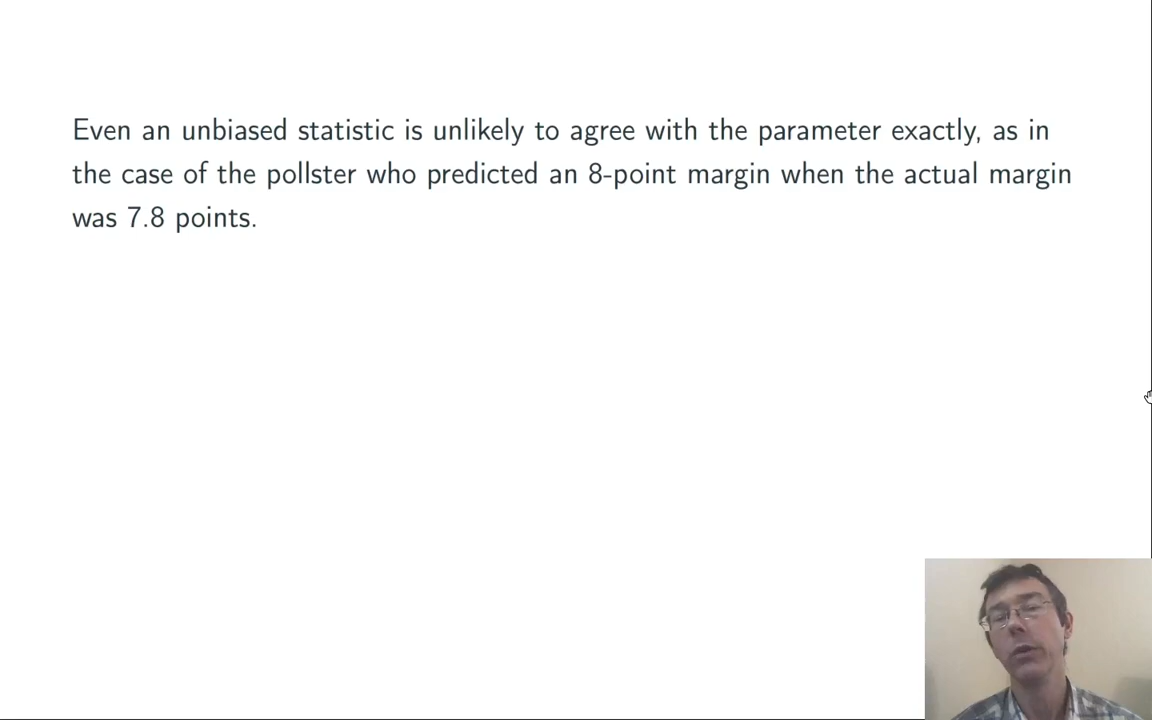 Even an unbiased statistic is unlikely to agree with the parameter exactly, as in
the case of the pollster who predicted an 8-point margin when the actual margin
was 7.8 points.